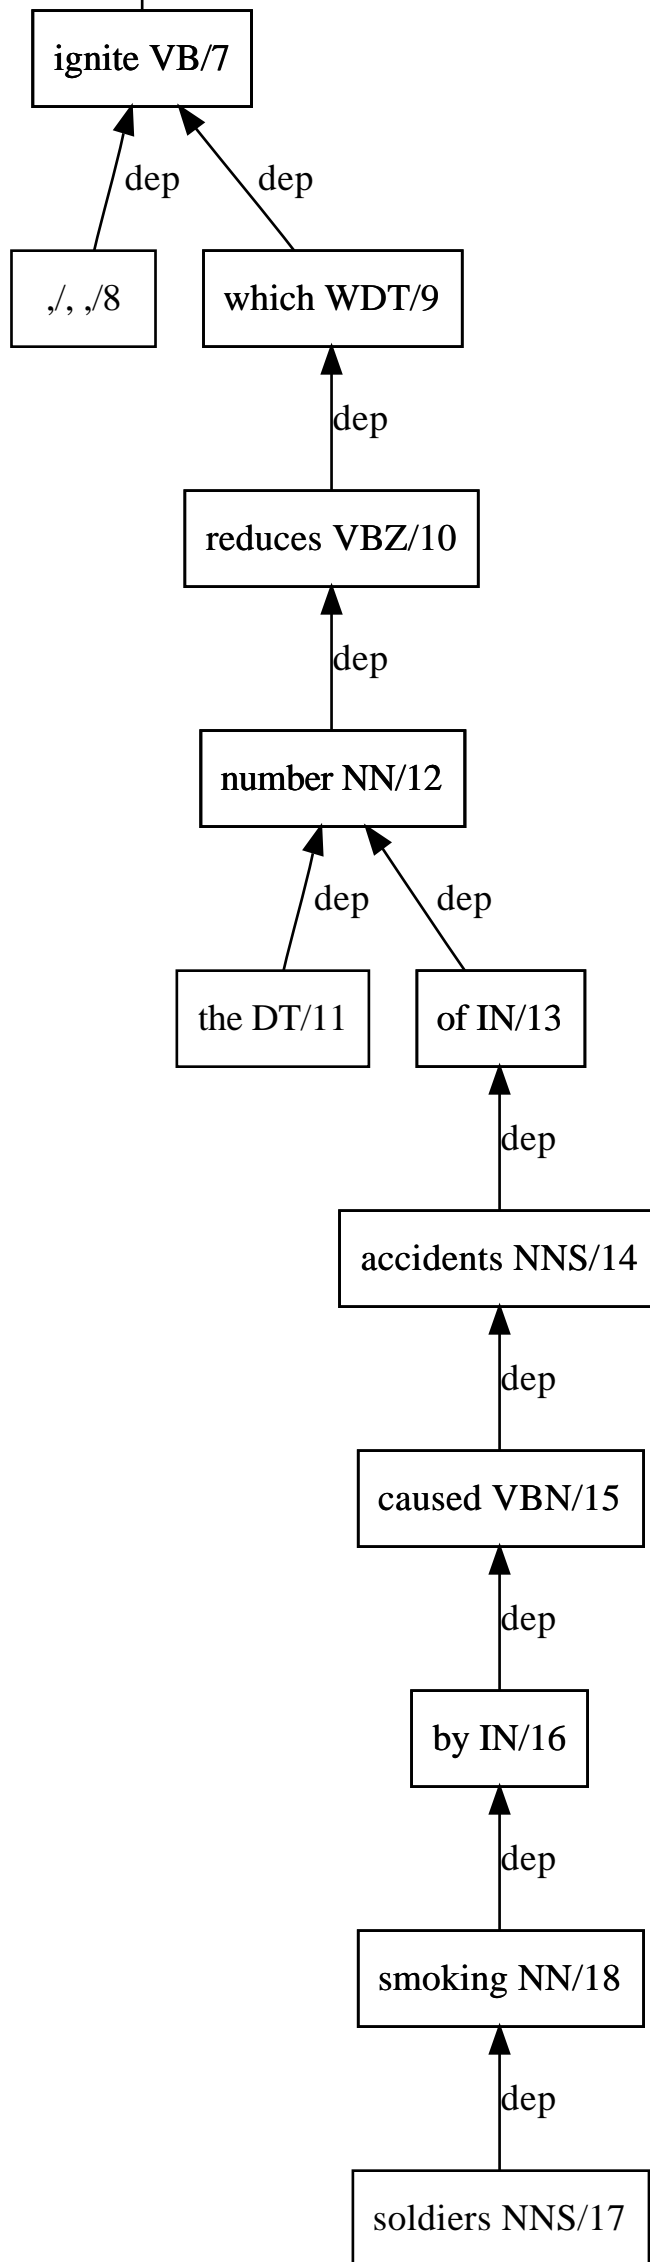 ignite VB/7
dep dep
,/, ,/8 which WDT/9
dep
reduces VBZ/10
dep
number NN/12
dep dep
the DT/11 of IN/13
dep
accidents NNS/14
dep
caused VBN/15
dep
by IN/16
dep
smoking NN/18
dep
soldiers NNS/17